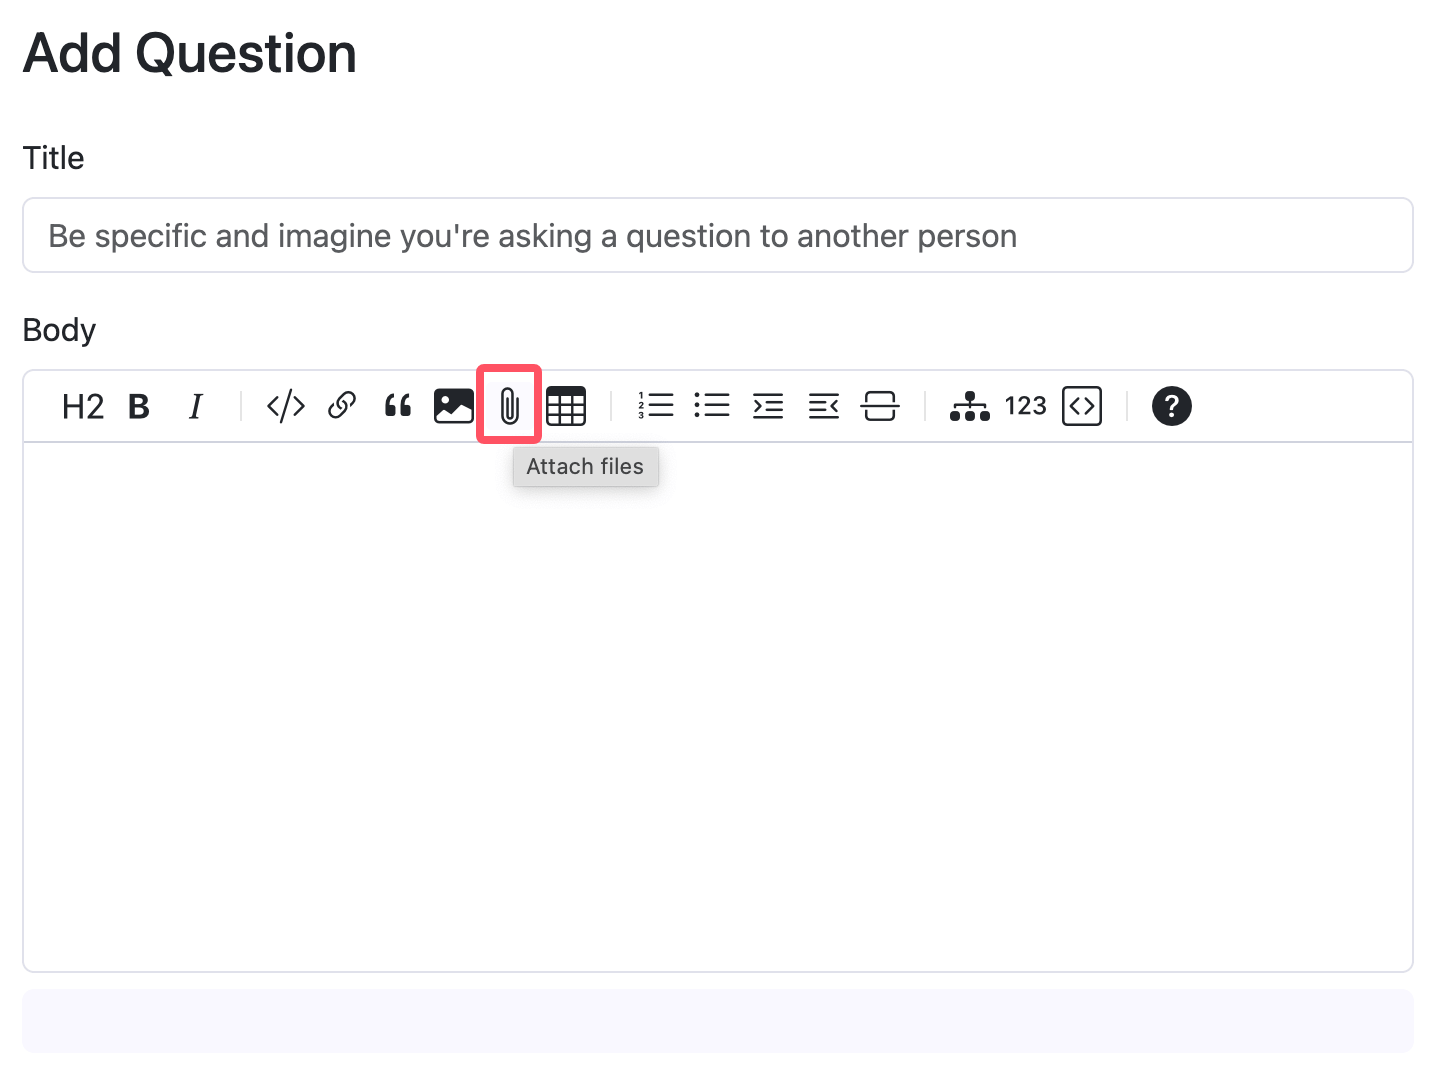 Add Question
Title
Be specific and imagine you're asking a question to another person
Body
H2 B I 123 ?
Attach files